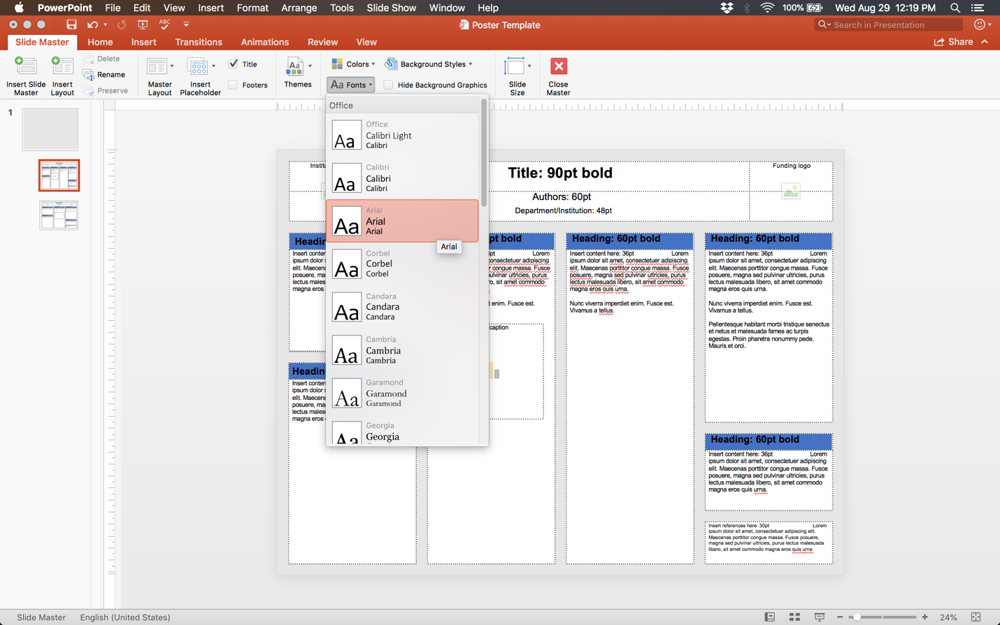 PowerPoint File Edit View Insert Format Arrange Tools Slide Show Window Help 100% Wed Aug 29 12:19 PM
ABC Poster Template Search in Presentation
Slide Master Home Insert Transitions Animations Review View Share
Insert Slide Master
Insert Layout
Delete
Rename
Preserve
Master Layout
Insert Placeholder
Title
Footers
Aa
Themes
Colors
Background Styles
Aa Fonts
Hide Background Graphics
Slide Size
Close Master
1
Office
Aa
Office
Calibri Light
Calibri
Aa
Calibri
Calibri
Calibri
Aa
Arial
Arial
Arial
Arial
Aa
Corbel
Corbel
Corbel
Aa
Candara
Candara
Candara
Aa
Cambria
Cambria
Cambria
Aa
Garamond
Garamond
Garamond
Aa
Georgia
Georgia
Title: 90pt bold
Authors: 60pt
Department/Institution: 48pt
Funding logo
Insert conten
ipsum dolor s
elit. Maecena
posuere, ma
lectus males
magna eros
Headin
Insert conten
ipsum dolor s
elit. Maecena
posuere, ma
lectus males
magna eros
pt bold
Lorem
consectetuer adipiscing
r congue massa. Fusce
ulvinar ultricies, purus
o, sit amet commodo
t enim. Fusce est.
caption
Heading: 60pt bold
Insert content here: 36pt Lorem
ipsum dolor sit amet, consectetuer adipiscing
elit. Maecenas porttitor congue massa. Fusce
posuere, magna sed pulvinar ultricies, purus
lectus malesuada libero, sit amet commodo
magna eros quis urna.
Nunc viverra imperdiet enim. Fusce est.
Vivamus a tellus.
Heading: 60pt bold
Insert content here: 36pt Lorem
ipsum dolor sit amet, consectetuer adipiscing
elit. Maecenas porttitor congue massa. Fusce
posuere, magna sed pulvinar ultricies, purus
lectus malesuada libero, sit amet commodo
magna eros quis urna.
Nunc viverra imperdiet enim. Fusce est.
Vivamus a tellus.
Pellentesque habitant morbi tristique senectus
et netus et malesuada fames ac turpis
egestas. Proin pharetra nonummy pede.
Mauris et orci.
Heading: 60pt bold
Insert content here: 36pt Lorem
ipsum dolor sit amet, consectetuer adipiscing
elit. Maecenas porttitor congue massa. Fusce
posuere, magna sed pulvinar ultricies, purus
lectus malesuada libero, sit amet commodo
magna eros quis urna.
Insert references here: 30pt Lorem
ipsum dolor sit amet, consectetuer adipiscing elit.
Maecenas porttitor congue massa. Fusce posuere,
magna sed pulvinar ultricies, purus lectus malesuada
libero, sit amet commodo magna eros quis urna
Slide Master English (United States) 24%